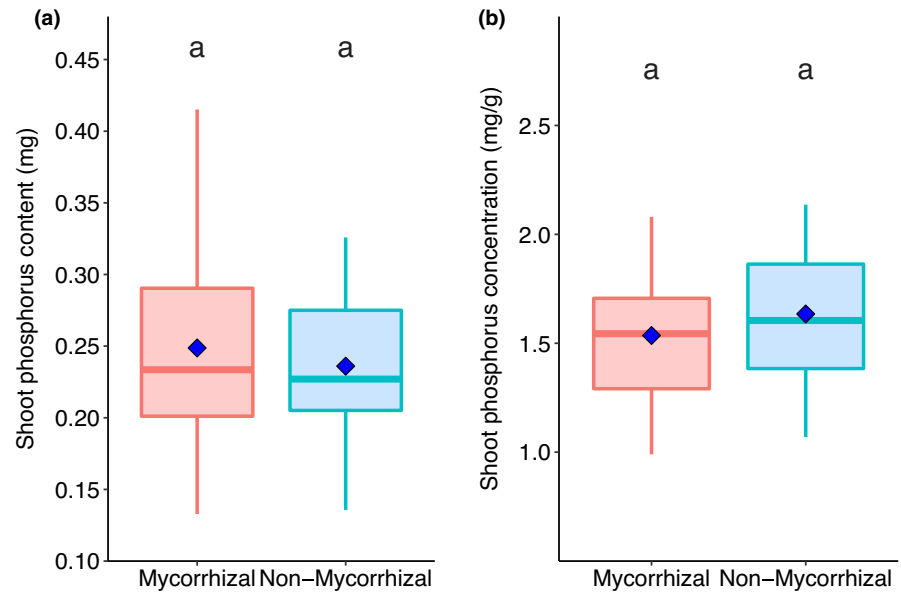 (a)
a a
0.45
0.40
0.35
0.30
0.25
0.20
0.15
0.10
Shoot phosphorus content (mg)
Mycorrhizal Non−Mycorrhizal
(b)
a a
2.5
2.0
1.5
1.0
Shoot phosphorus concentration (mg/g)
Mycorrhizal Non−Mycorrhizal